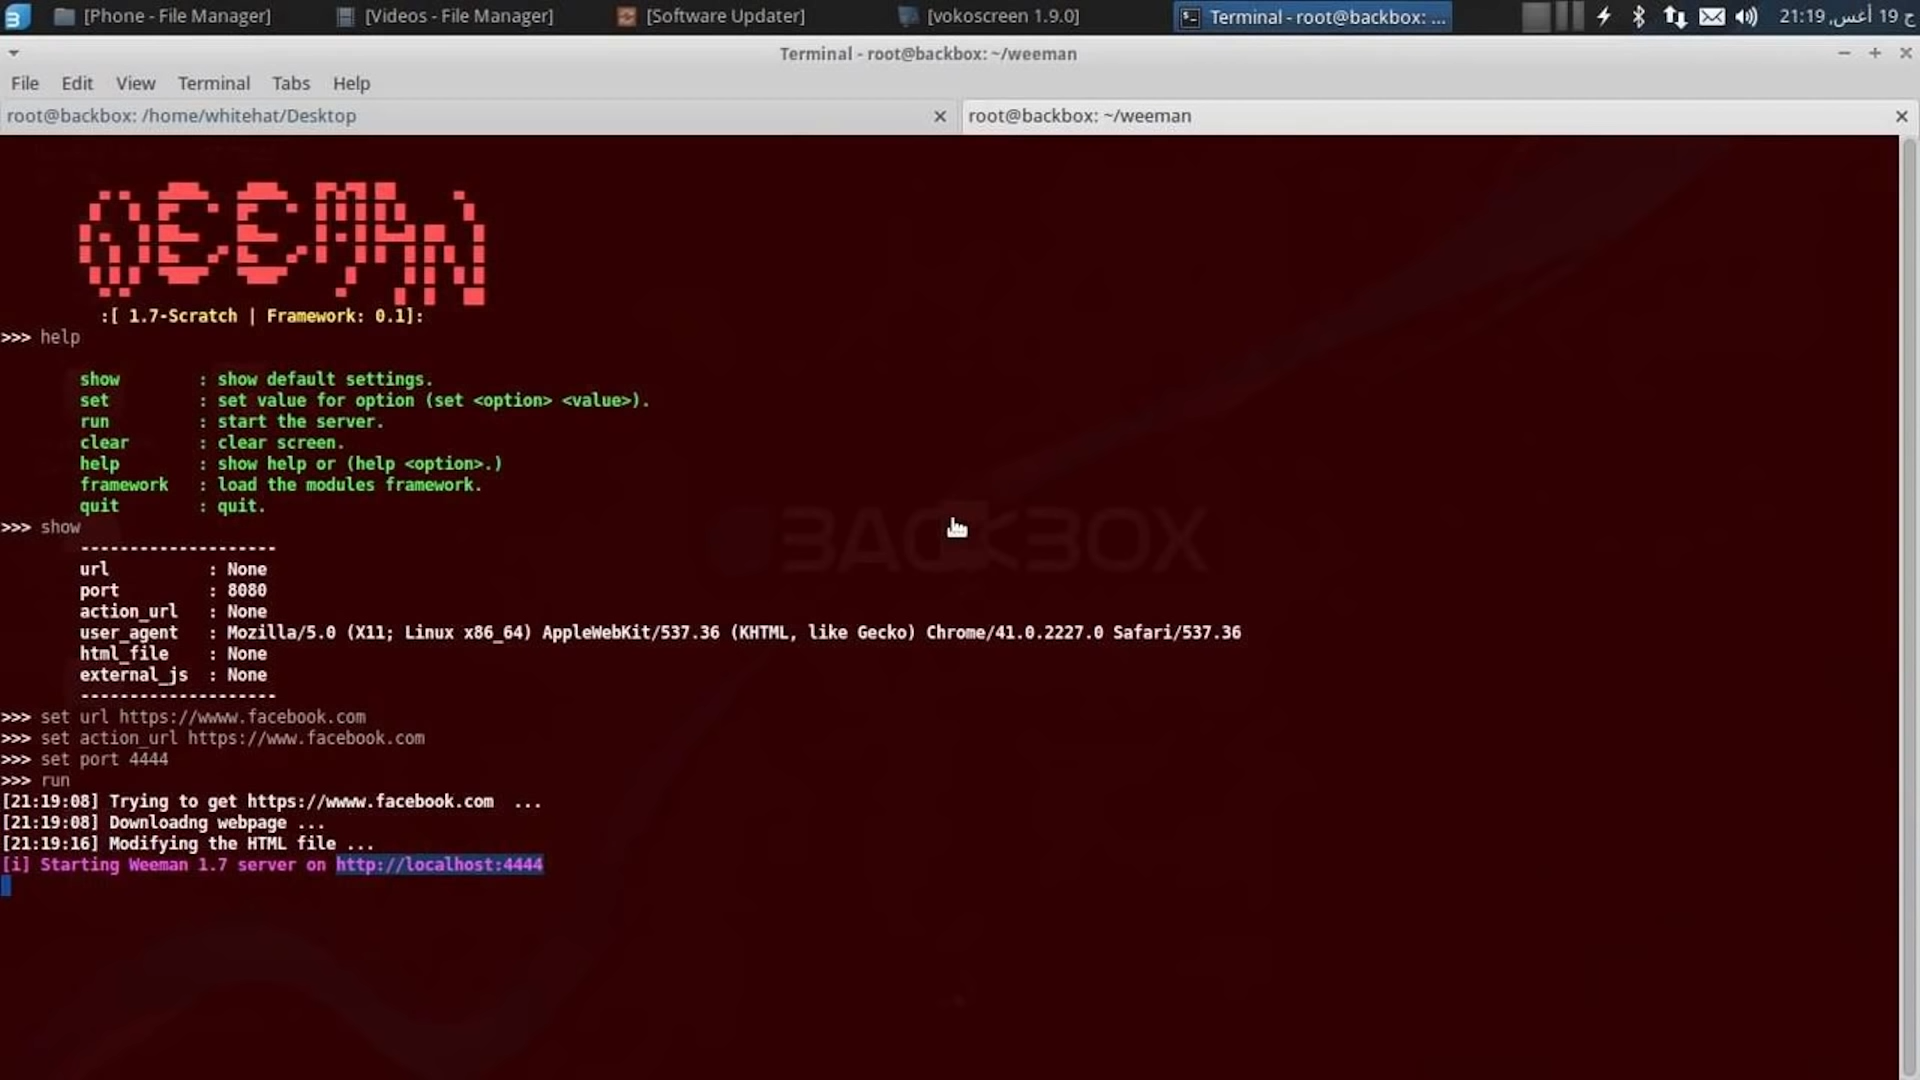 [Phone - File Manager] [Videos - File Manager] [Software Updater] [vokoscreen 1.9.0] Terminal - root@backbox: ... ح 19 أغس, 21:19
Terminal - root@backbox: ~/weeman
File Edit View Terminal Tabs Help
root@backbox: /home/whitehat/Desktop root@backbox: ~/weeman
WEEMAN
:[ 1.7-Scratch | Framework: 0.1]:
>>> help
show : show default settings.
set : set value for option (set <option> <value>).
run : start the server.
clear : clear screen.
help : show help or (help <option>.)
framework : load the modules framework.
quit : quit.
>>> show
--------------------
url : None
port : 8080
action_url : None
user_agent : Mozilla/5.0 (X11; Linux x86_64) AppleWebKit/537.36 (KHTML, like Gecko) Chrome/41.0.2227.0 Safari/537.36
html_file : None
external_js : None
--------------------
>>> set url https://wwww.facebook.com
>>> set action_url https://www.facebook.com
>>> set port 4444
>>> run
[21:19:08] Trying to get https://wwww.facebook.com ...
[21:19:08] Downloadng webpage ...
[21:19:16] Modifying the HTML file ...
[i] Starting Weeman 1.7 server on http://localhost:4444
BACKBOX